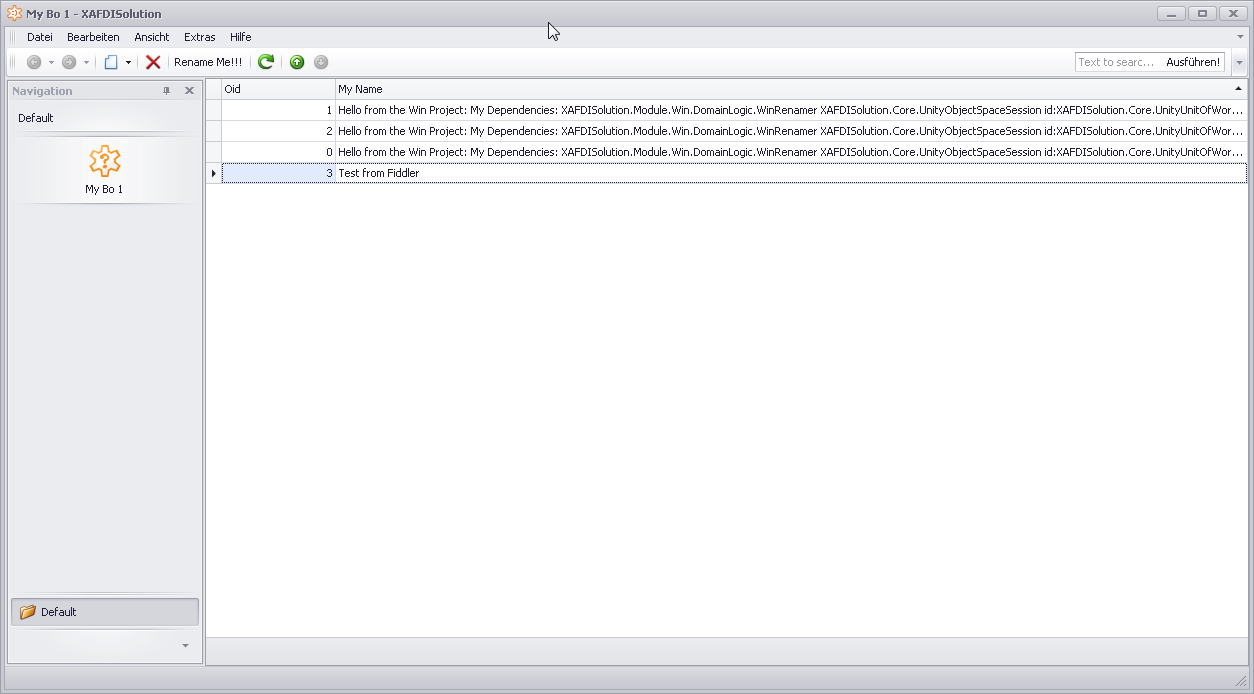 My Bo 1 - XAFDISolution
Datei Bearbeiten Ansicht Extras Hilfe
Rename Me!!! Text to searc... Ausführen!
Navigation
Default
My Bo 1
Oid My Name
1 Hello from the Win Project: My Dependencies: XAFDISolution.Module.Win.DomainLogic.WinRenamer XAFDISolution.Core.UnityObjectSpaceSession id:XAFDISolution.Core.UnityUnitOfWor...
2 Hello from the Win Project: My Dependencies: XAFDISolution.Module.Win.DomainLogic.WinRenamer XAFDISolution.Core.UnityObjectSpaceSession id:XAFDISolution.Core.UnityUnitOfWor...
0 Hello from the Win Project: My Dependencies: XAFDISolution.Module.Win.DomainLogic.WinRenamer XAFDISolution.Core.UnityObjectSpaceSession id:XAFDISolution.Core.UnityUnitOfWor...
3 Test from Fiddler
Default